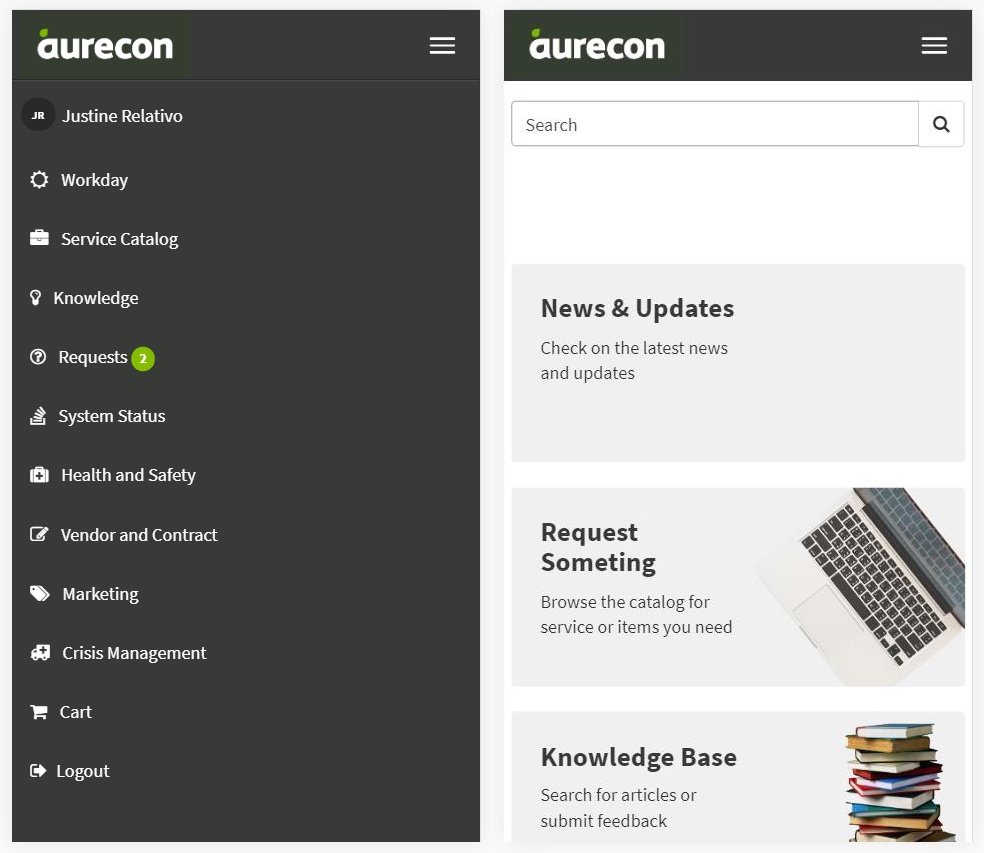 aurecon
JR Justine Relativo
Workday
Service Catalog
Knowledge
Requests 2
System Status
Health and Safety
Vendor and Contract
Marketing
Crisis Management
Cart
Logout
aurecon
Search
News & Updates
Check on the latest news
and updates
Request
Someting
Browse the catalog for
service or items you need
Knowledge Base
Search for articles or
submit feedback